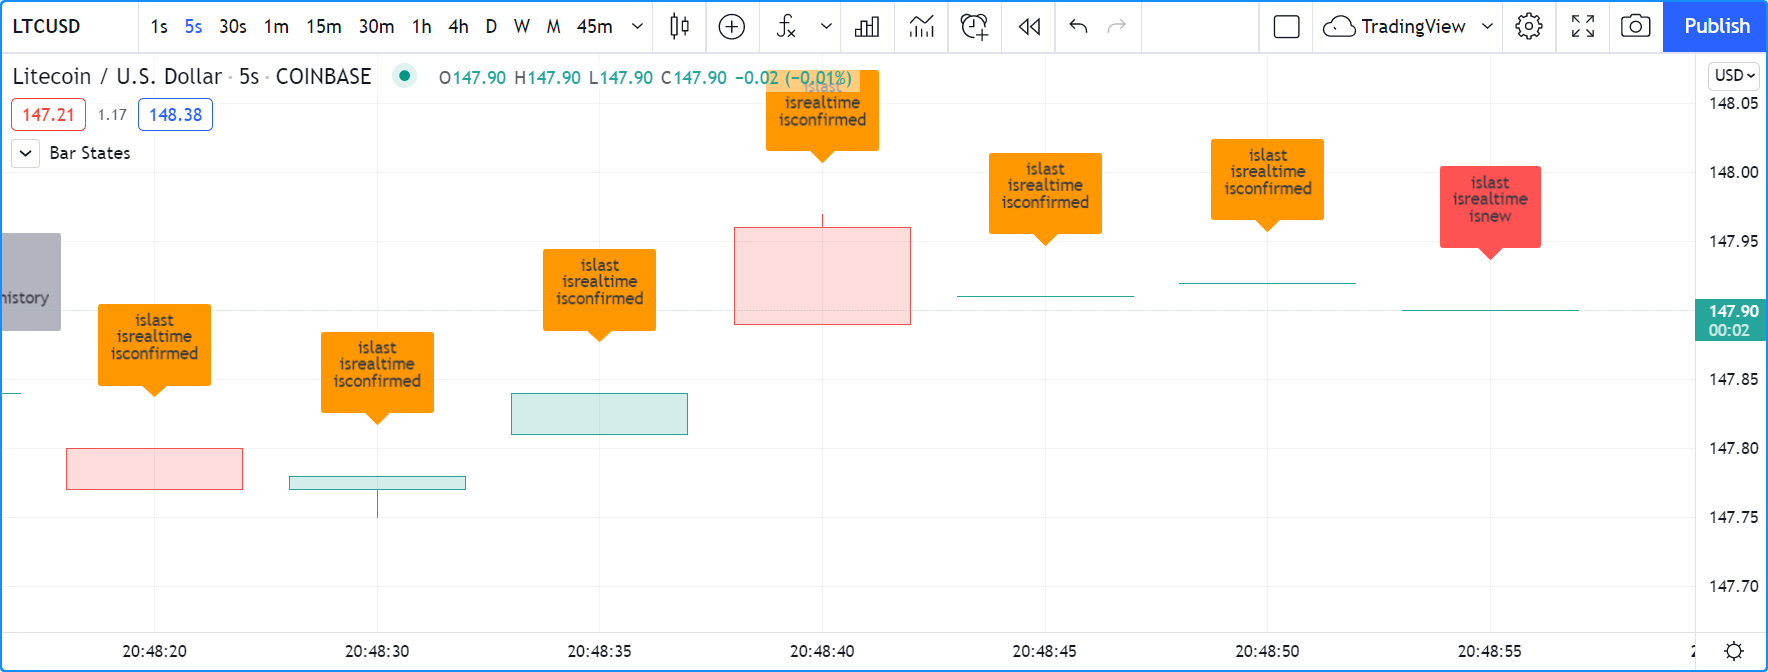 LTCUSD 1s 5s 30s 1m 15m 30m 1h 4h D W M 45m TradingView Publish
Litecoin / U.S. Dollar · 5s · COINBASE O147.90 H147.90 L147.90 C147.90 −0.02 (−0.01%) USD
147.21 1.17 148.38
Bar States
islast
isrealtime
isconfirmed
islast
isrealtime
isconfirmed
islast
isrealtime
isconfirmed
islast
isrealtime
isconfirmed
islast
isrealtime
isconfirmed
islast
isrealtime
isconfirmed
islast
isrealtime
isnew
148.05
148.00
147.95
147.90
00:02
147.85
147.80
147.75
147.70
20:48:20 20:48:30 20:48:35 20:48:40 20:48:45 20:48:50 20:48:55